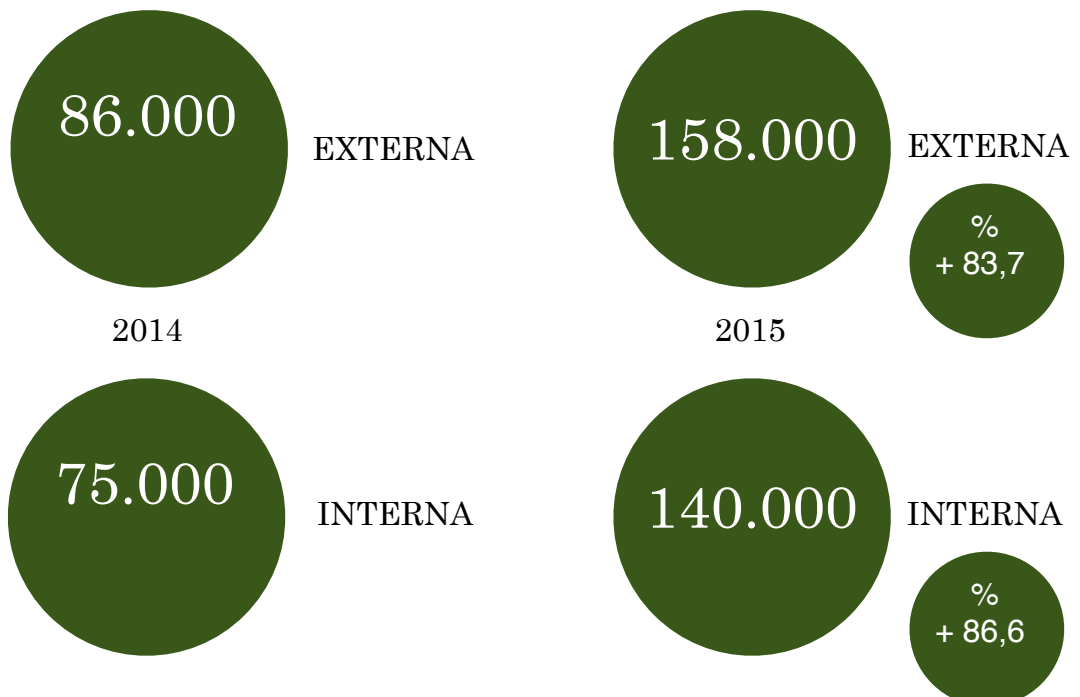 86.000
EXTERNA
158.000
EXTERNA
%
+ 83,7
2014
2015
75.000
INTERNA
140.000
INTERNA
%
+ 86,6